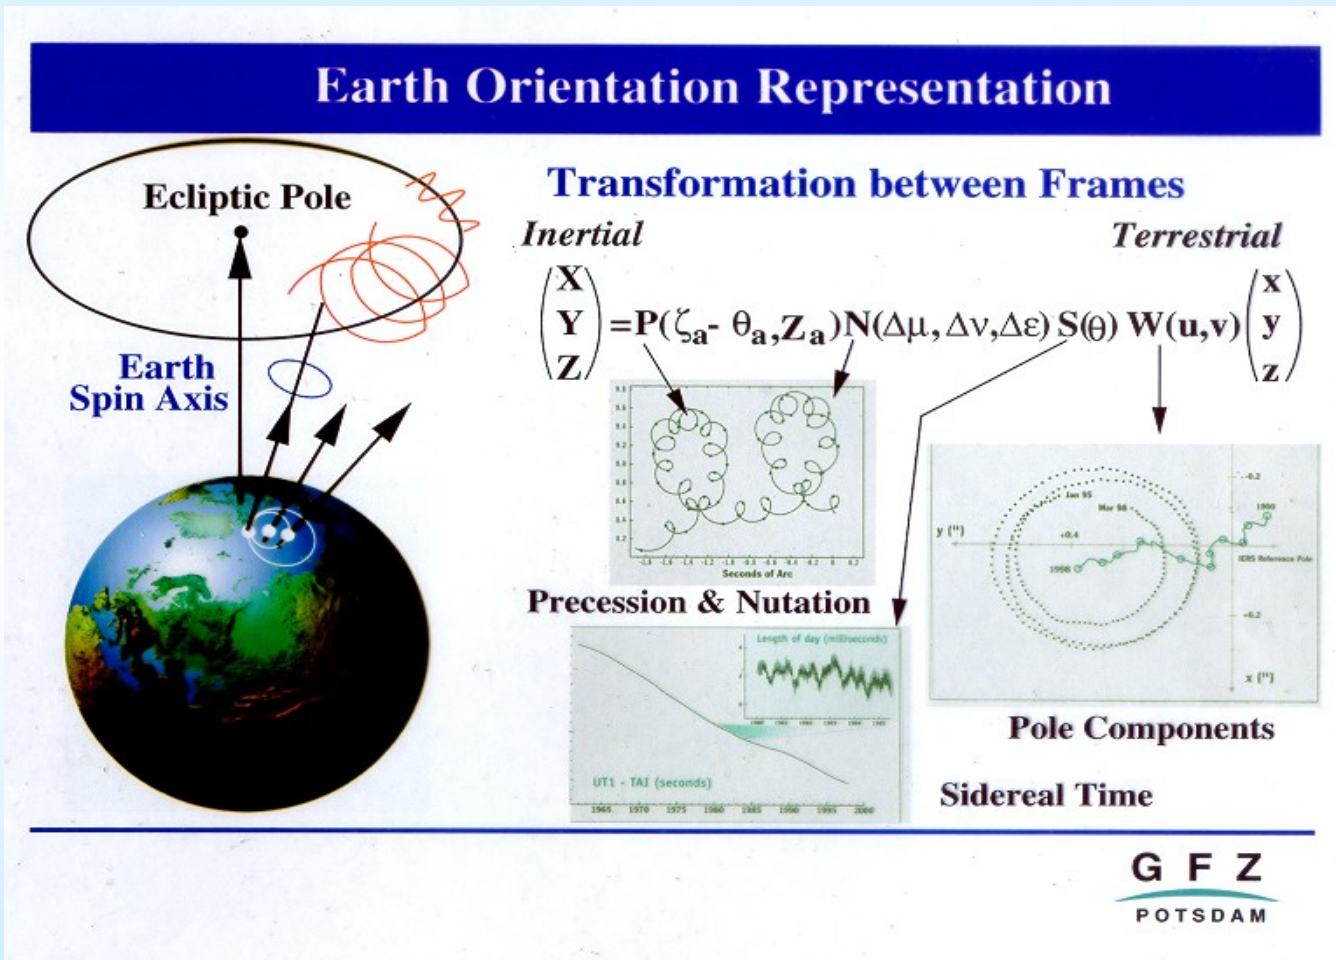 Earth Orientation Representation
Ecliptic Pole
Earth
Spin Axis
Transformation between Frames
Inertial
Terrestrial
X
Y
Z
=P(ζa- θa,Za)N(Δμ,Δν,Δε) S(θ) W(u,v)
x
y
z
Seconds of Arc
Precession & Nutation
Length of day (milliseconds)
UT1 - TAI (seconds)
1965 1970 1975 1980 1985 1990 1995 2000
Jan 95
Mar 98
y (")
+0.4
-0.2
1900
IERS Reference Pole
1998
+0.2
x (")
Pole Components
Sidereal Time
GFZ
POTSDAM